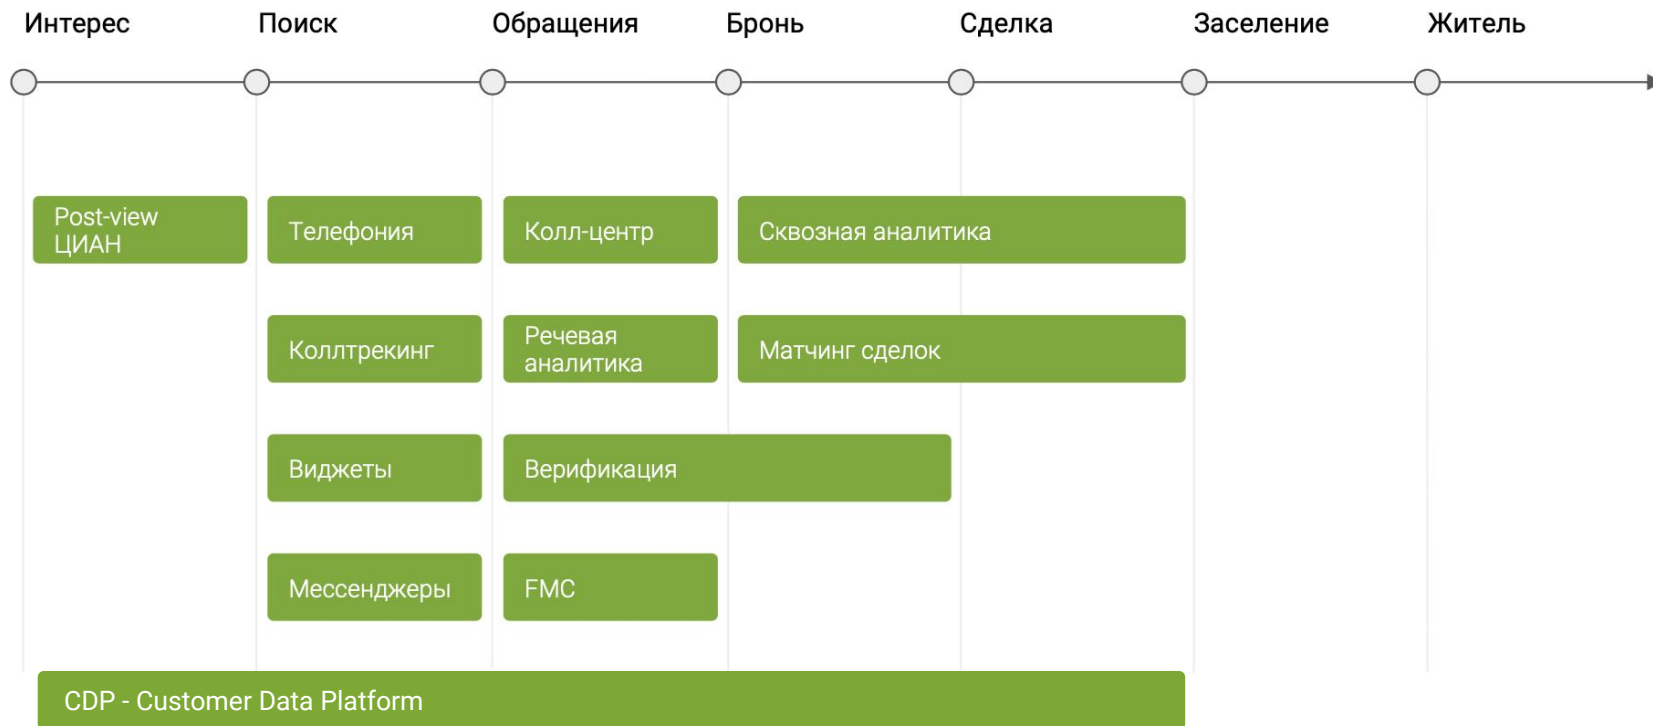 Интерес
Поиск
Обращения
Бронь
Сделка
Заселение
Житель
Post-view
ЦИАН
Телефония
Колл-центр
Сквозная аналитика
Коллтрекинг
Речевая
аналитика
Матчинг сделок
Виджеты
Верификация
Мессенджеры
FMC
CDP - Customer Data Platform